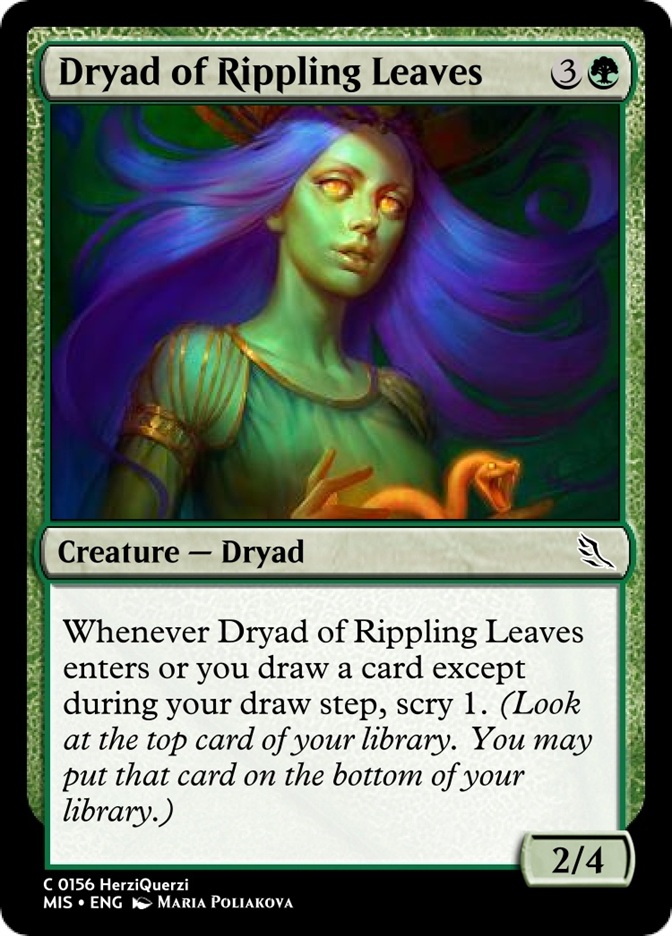 Dryad of Rippling Leaves 3
Creature — Dryad
Whenever Dryad of Rippling Leaves
enters or you draw a card except
during your draw step, scry 1. (Look
at the top card of your library. You may
put that card on the bottom of your
library.)
2/4
C 0156 HerziQuerzi
MIS • ENG Maria Poliakova